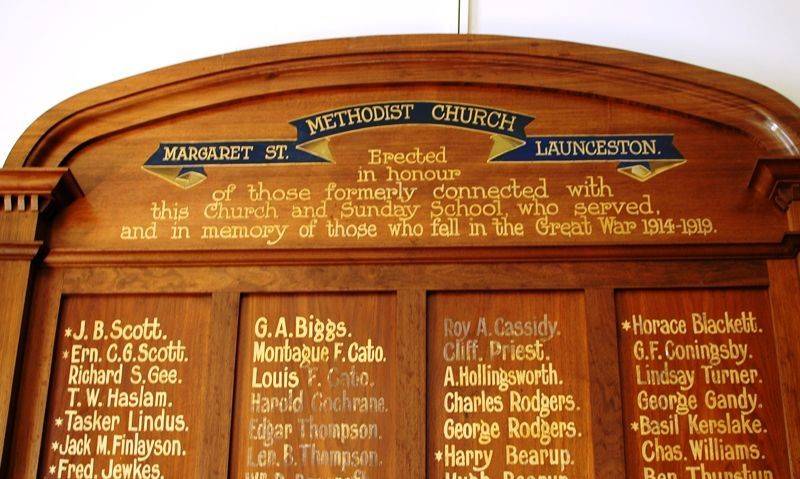 METHODIST CHURCH
MARGARET ST. LAUNCESTON.
Erected
in honour
of those formerly connected with
this Church and Sunday School, who served,
and in memory of those who fell in the Great War 1914-1919.
*J. B. Scott.
*Ern. C. G. Scott.
Richard S. Gee.
T. W. Haslam.
*Tasker Lindus.
*Jack M. Finlayson.
*Fred. Jewkes.
G. A. Biggs.
Montague F. Cato.
Louis F. Cato.
Harold Cochrane.
Edgar Thompson.
Len. B. Thompson.
Roy A. Cassidy.
Cliff. Priest.
A. Hollingsworth.
Charles Rodgers.
George Rodgers.
*Harry Bearup.
Hugh Bearup.
*Horace Blackett.
G. F. Coningsby.
Lindsay Turner.
George Gandy.
*Basil Kerslake.
Chas. Williams.
Ben Thurstun